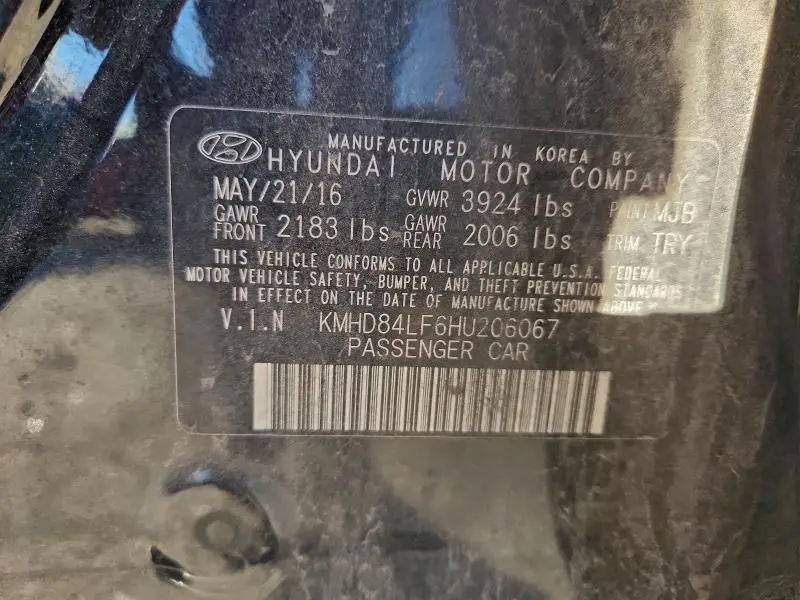 MANUFACTURED IN KOREA BY
HYUNDAI MOTOR COMPANY
MAY/21/16 GVWR 3924 lbs PAINT MJB
GAWR FRONT 2183 lbs GAWR REAR 2006 lbs TRIM TRY
THIS VEHICLE CONFORMS TO ALL APPLICABLE U.S.A. FEDERAL
MOTOR VEHICLE SAFETY, BUMPER, AND THEFT PREVENTION STANDARDS
IN EFFECT ON THE DATE OF MANUFACTURE SHOWN ABOVE
V.I.N KMHD84LF6HU206067
PASSENGER CAR